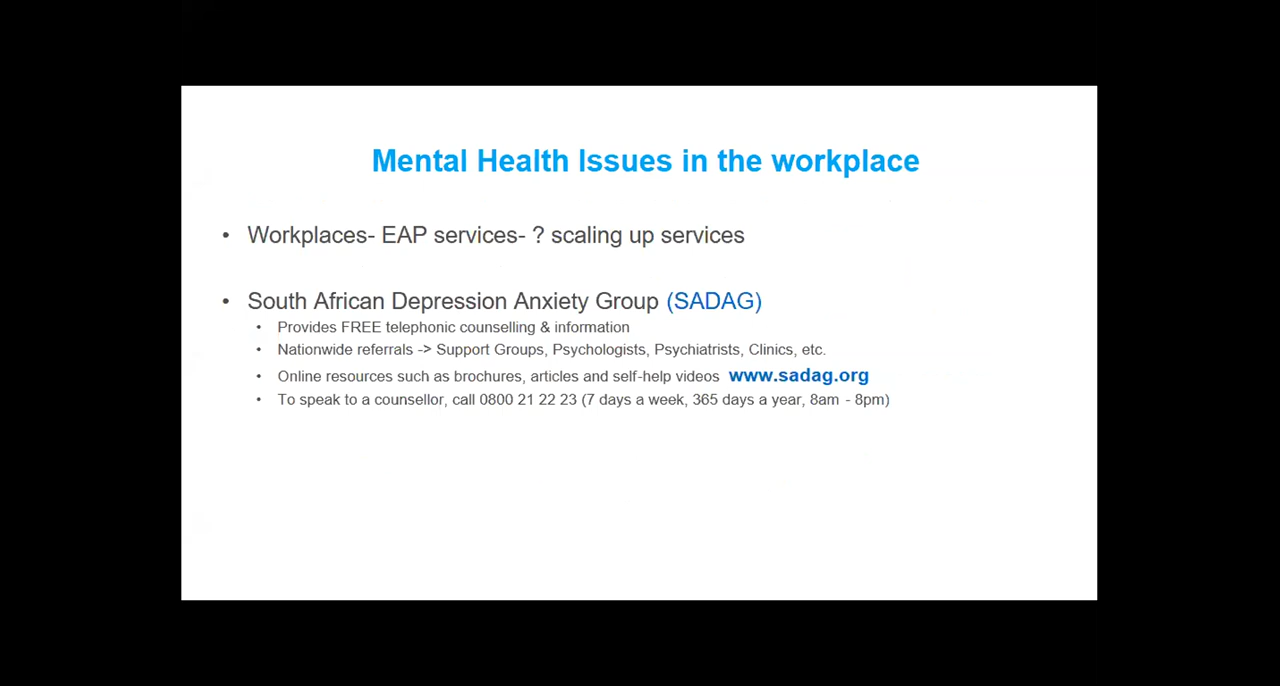 Mental Health Issues in the workplace
• Workplaces- EAP services- ? scaling up services
• South African Depression Anxiety Group (SADAG)
• Provides FREE telephonic counselling & information
• Nationwide referrals -> Support Groups, Psychologists, Psychiatrists, Clinics, etc.
• Online resources such as brochures, articles and self-help videos www.sadag.org
• To speak to a counsellor, call 0800 21 22 23 (7 days a week, 365 days a year, 8am - 8pm)